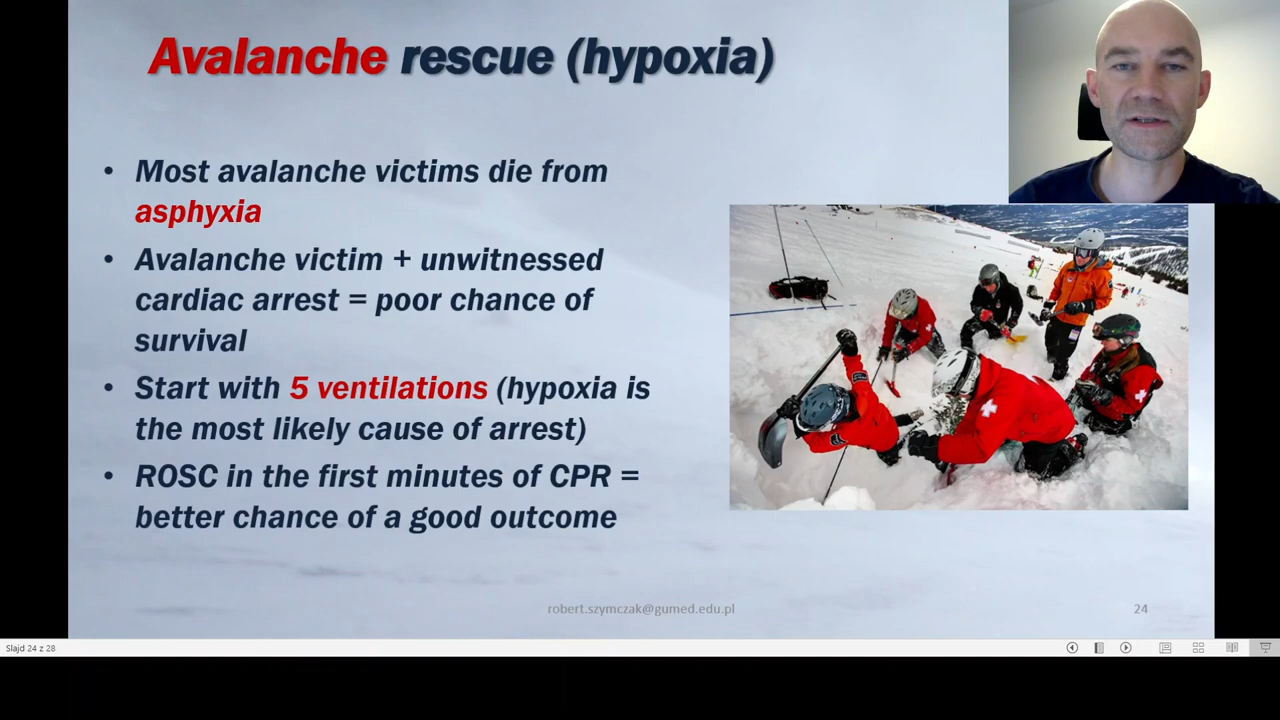 Avalanche rescue (hypoxia)
• Most avalanche victims die from
asphyxia
• Avalanche victim + unwitnessed
cardiac arrest = poor chance of
survival
• Start with 5 ventilations (hypoxia is
the most likely cause of arrest)
• ROSC in the first minutes of CPR =
better chance of a good outcome
robert.szymczak@gumed.edu.pl
24
Slajd 24 z 28